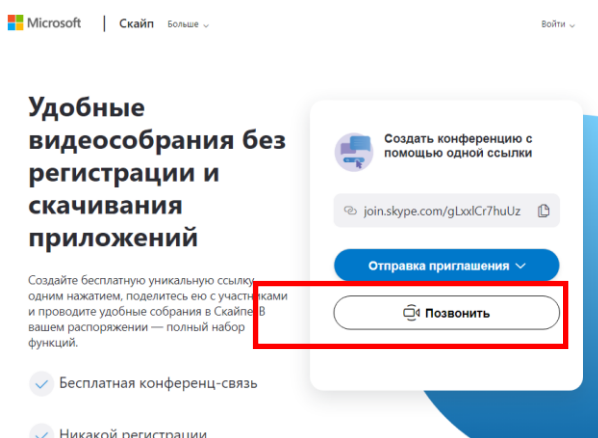 Microsoft
Скайп
Больше
Войти
Удобные
видеособрания без
регистрации и
скачивания
приложений
Создайте бесплатную уникальную ссылку
одним нажатием, поделитесь ею с участниками
и проводите удобные собрания в Скайпе. В
вашем распоряжении — полный набор
функций.
Бесплатная конференц-связь
Никакой регистрации
Создать конференцию с
помощью одной ссылки
join.skype.com/gLxxlCr7huUz
Отправка приглашения
Позвонить